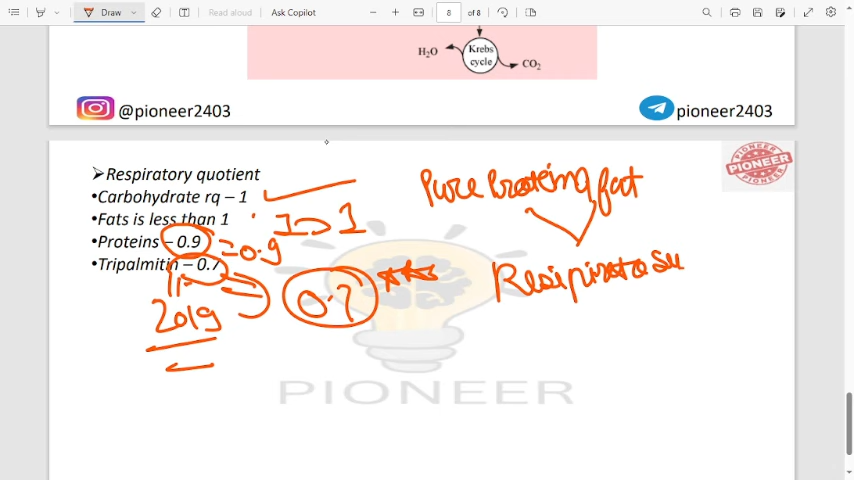 Draw
Read aloud
Ask Copilot
8 of 8
H₂O
Krebs
cycle
CO₂
@pioneer2403
pioneer2403
PIONEER
➢Respiratory quotient
•Carbohydrate rq – 1
•Fats is less than 1
•Proteins – 0.9
•Tripalmitin – 0.7
= 0.9
0.7
2019
Pure Proteing fat
PIONEER